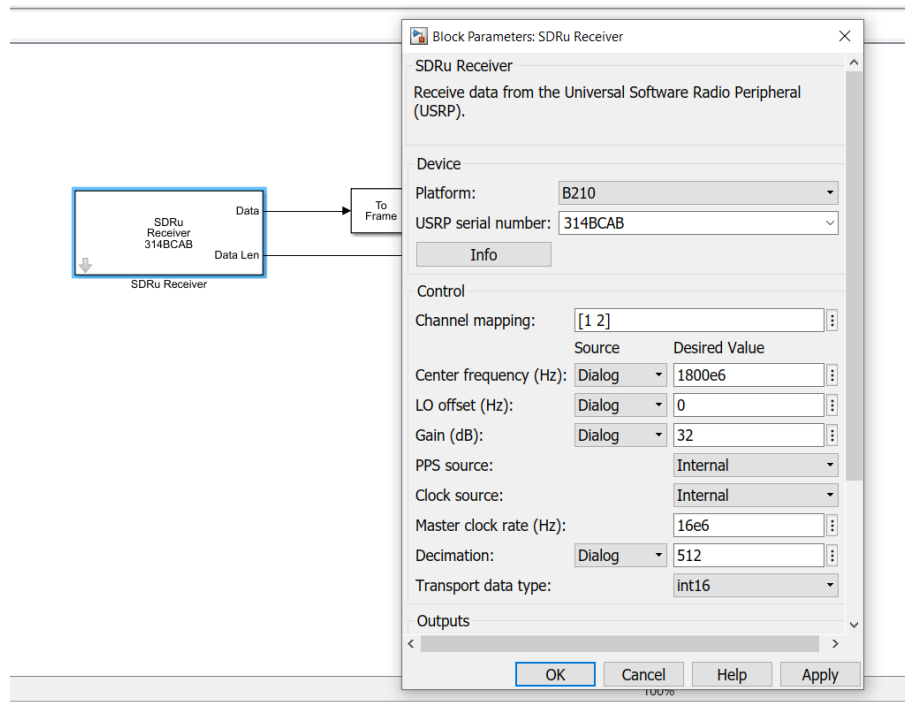 Block Parameters: SDRu Receiver
SDRu Receiver
Receive data from the Universal Software Radio Peripheral
(USRP).
Device
Platform: B210
USRP serial number: 314BCAB
Info
Control
Channel mapping: [1 2]
Source Desired Value
Center frequency (Hz): Dialog 1800e6
LO offset (Hz): Dialog 0
Gain (dB): Dialog 32
PPS source: Internal
Clock source: Internal
Master clock rate (Hz): 16e6
Decimation: Dialog 512
Transport data type: int16
Outputs
OK Cancel Help Apply
Data
SDRu
Receiver
314BCAB
Data Len
SDRu Receiver
To
Frame
100%